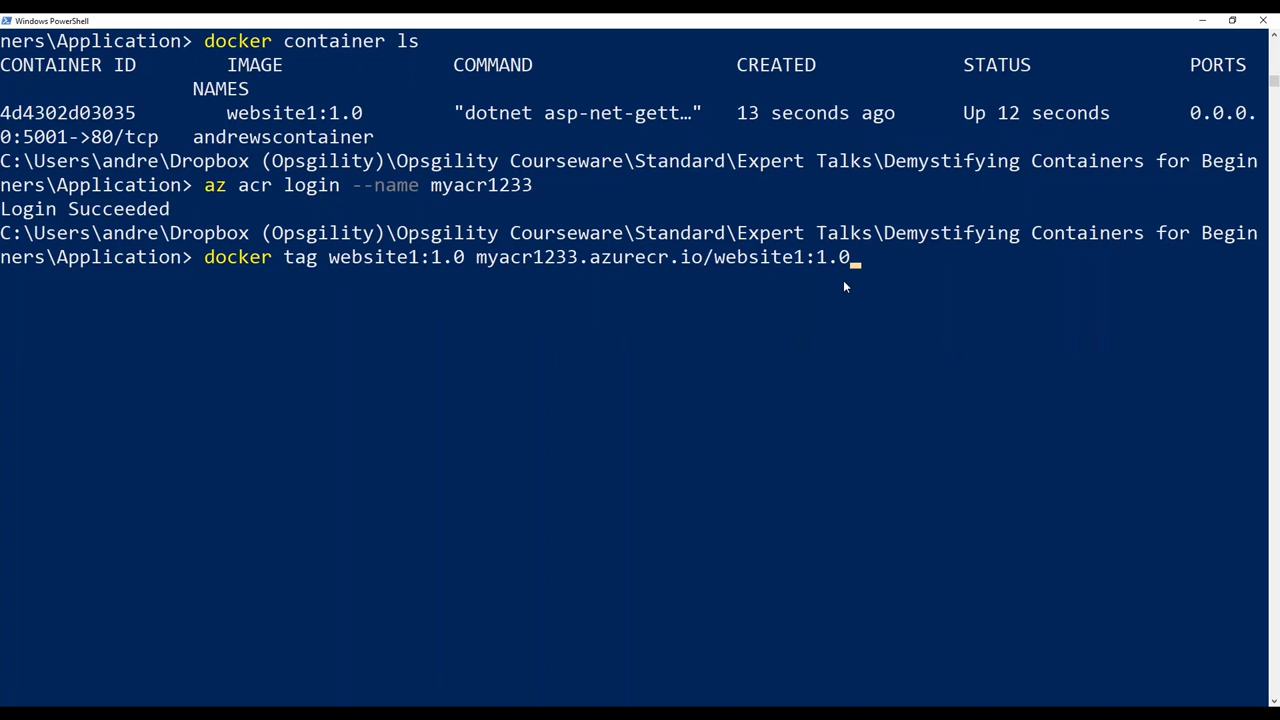 Windows PowerShell
ners\Application> docker container ls
CONTAINER ID        IMAGE               COMMAND                  CREATED             STATUS              PORTS
                 NAMES
4d4302d03035        website1:1.0        "dotnet asp-net-gett…"   13 seconds ago      Up 12 seconds       0.0.0.
0:5001->80/tcp   andrewscontainer
C:\Users\andre\Dropbox (Opsgility)\Opsgility Courseware\Standard\Expert Talks\Demystifying Containers for Begin
ners\Application> az acr login --name myacr1233
Login Succeeded
C:\Users\andre\Dropbox (Opsgility)\Opsgility Courseware\Standard\Expert Talks\Demystifying Containers for Begin
ners\Application> docker tag website1:1.0 myacr1233.azurecr.io/website1:1.0